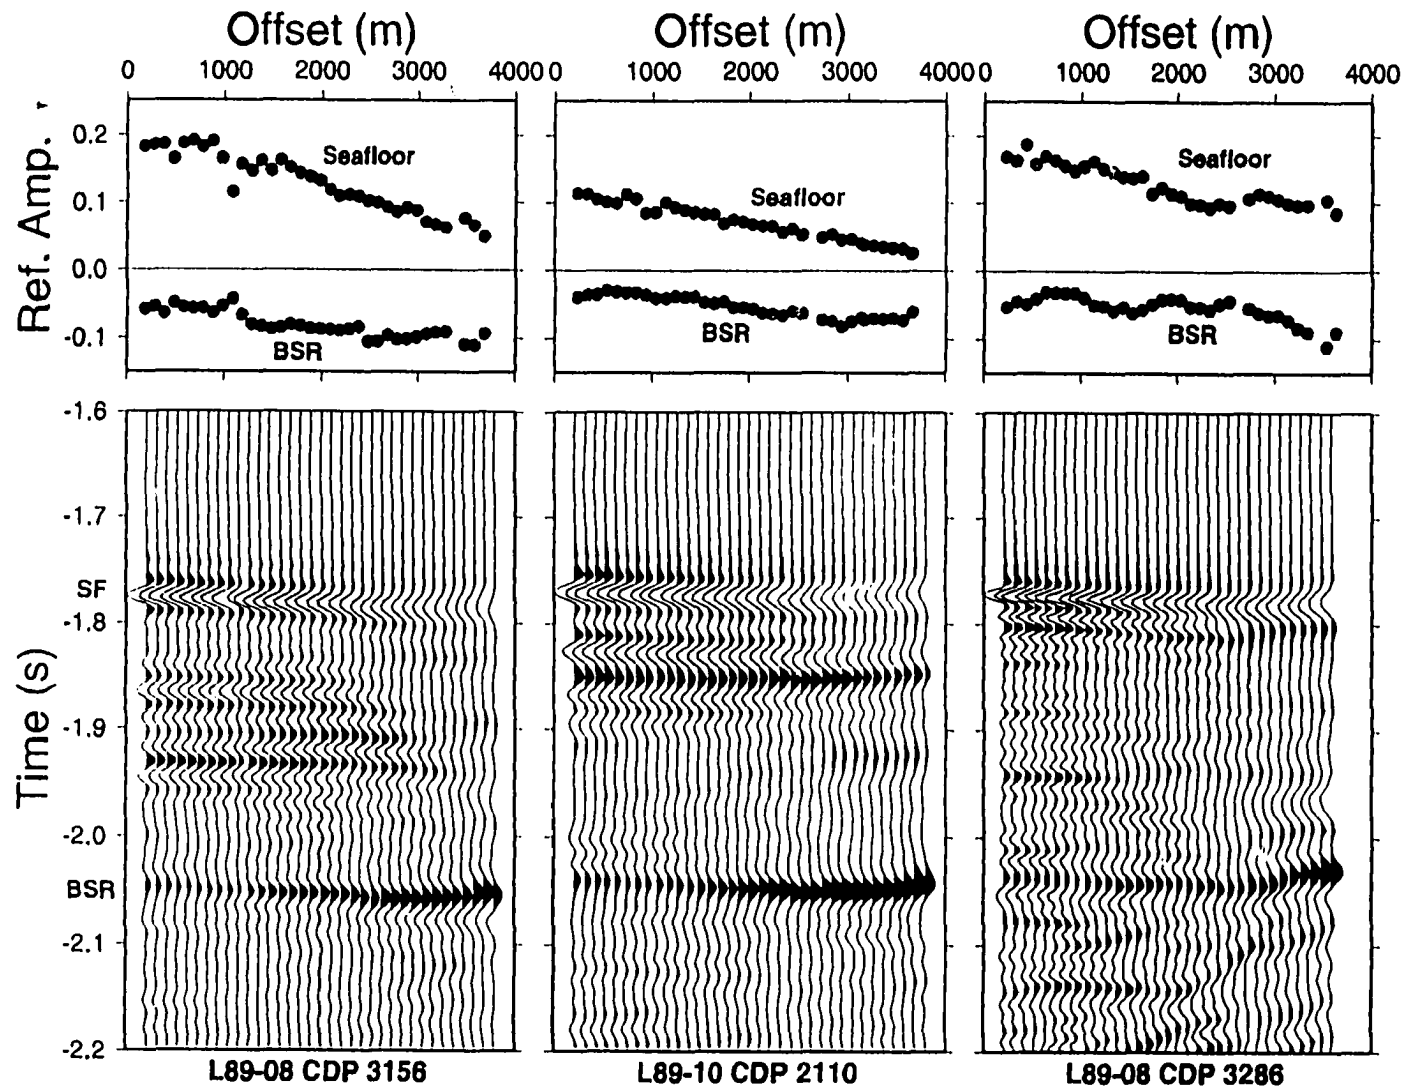 Offset (m) Offset (m) Offset (m)
0 1000 2000 3000 4000 0 1000 2000 3000 4000 0 1000 2000 3000 4000
Ref. Amp.
0.2
0.1
0.0
-0.1
Seafloor
BSR
Seafloor
BSR
Seafloor
BSR
Time (s)
-1.6
-1.7
SF
-1.8
-1.9
-2.0
BSR
-2.1
-2.2
L89-08 CDP 3156 L89-10 CDP 2110 L89-08 CDP 3286